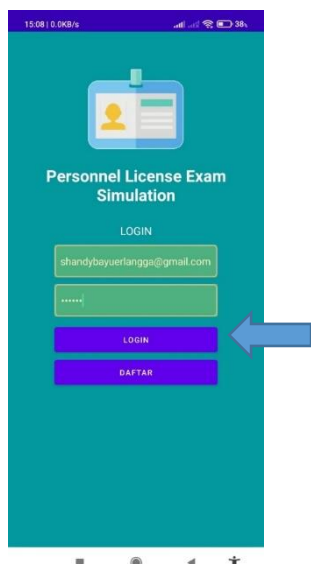 15:08 | 0.0KB/s
38
Personnel License Exam
Simulation
LOGIN
shandybayuerlangga@gmail.com
••••••
LOGIN
DAFTAR